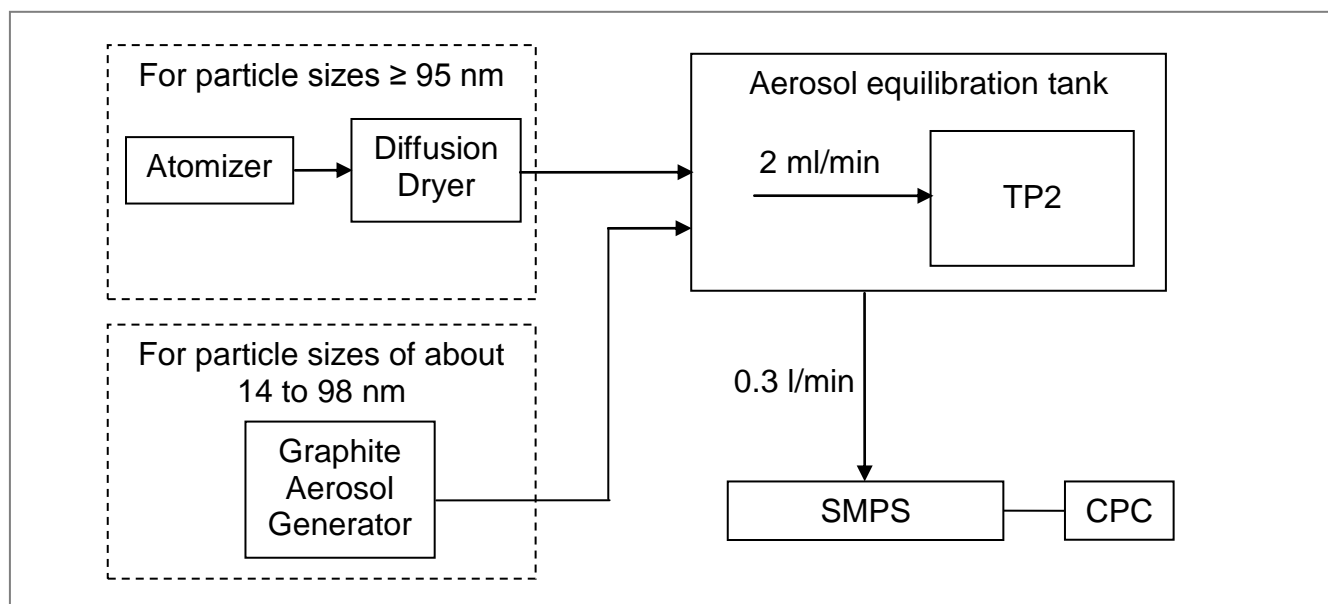 For particle sizes ≥ 95 nm
Atomizer
Diffusion
Dryer
Aerosol equilibration tank
2 ml/min
TP2
For particle sizes of about
14 to 98 nm
Graphite
Aerosol
Generator
0.3 l/min
SMPS
CPC